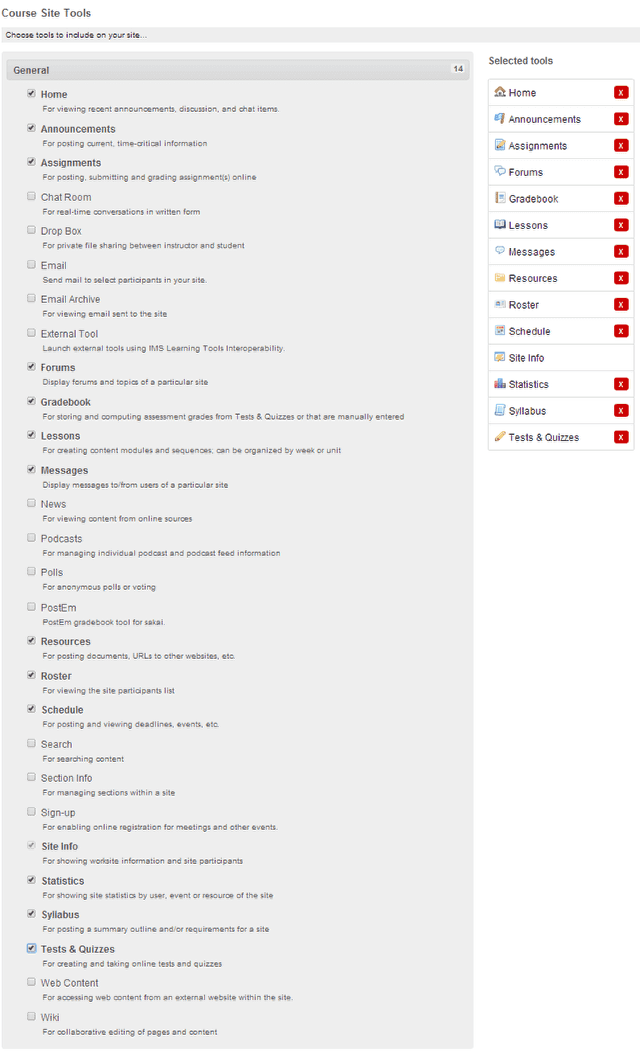 Course Site Tools
Choose tools to include on your site...
General 14
Home
For viewing recent announcements, discussion, and chat items.
Announcements
For posting current, time-critical information
Assignments
For posting, submitting and grading assignment(s) online
Chat Room
For real-time conversations in written form
Drop Box
For private file sharing between instructor and student
Email
Send mail to select participants in your site.
Email Archive
For viewing email sent to the site
External Tool
Launch external tools using IMS Learning Tools Interoperability.
Forums
Display forums and topics of a particular site
Gradebook
For storing and computing assessment grades from Tests & Quizzes or that are manually entered
Lessons
For creating content modules and sequences, can be organized by week or unit
Messages
Display messages to/from users of a particular site
News
For viewing content from online sources
Podcasts
For managing individual podcast and podcast feed information
Polls
For anonymous polls or voting
PostEm
PostEm gradebook tool for sakai.
Resources
For posting documents, URLs to other websites, etc.
Roster
For viewing the site participants list
Schedule
For posting and viewing deadlines, events, etc.
Search
For searching content
Section Info
For managing sections within a site
Sign-up
For enabling online registration for meetings and other events.
Site Info
For showing worksite information and site participants
Statistics
For showing site statistics by user, event or resource of the site
Syllabus
For posting a summary outline and/or requirements for a site
Tests & Quizzes
For creating and taking online tests and quizzes
Web Content
For accessing web content from an external website within the site.
Wiki
For collaborative editing of pages and content
Selected tools
Home x
Announcements x
Assignments x
Forums x
Gradebook x
Lessons x
Messages x
Resources x
Roster x
Schedule x
Site Info
Statistics x
Syllabus x
Tests & Quizzes x